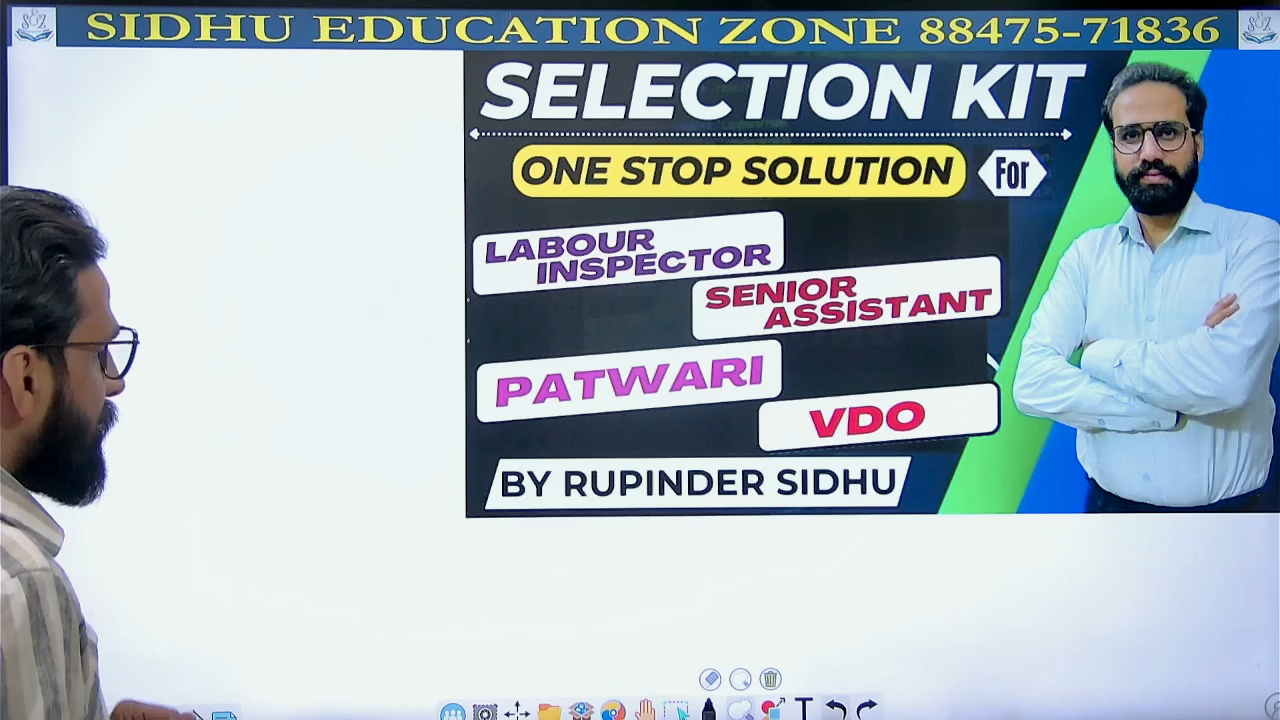 SIDHU EDUCATION ZONE 88475-71836
SELECTION KIT
ONE STOP SOLUTION For
LABOUR
INSPECTOR
SENIOR
ASSISTANT
PATWARI
VDO
BY RUPINDER SIDHU
T